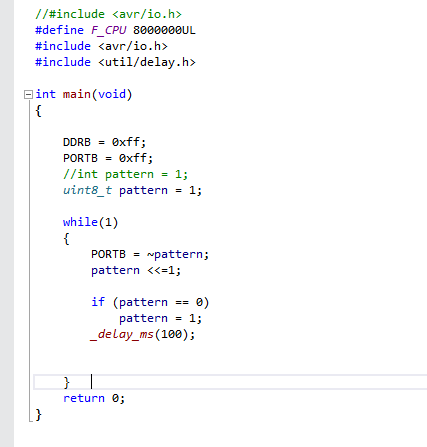 //#include <avr/io.h>
#define F_CPU 8000000UL
#include <avr/io.h>
#include <util/delay.h>
int main(void)
{
DDRB = 0xff;
PORTB = 0xff;
//int partern = 1;
uint8_t pattern = 1;
while(1)
{
PORTB = ~pattern;
pattern <<=1;
if (pattern == 0)
pattern = 1;
_delay_ms(100);
}
return 0;
}